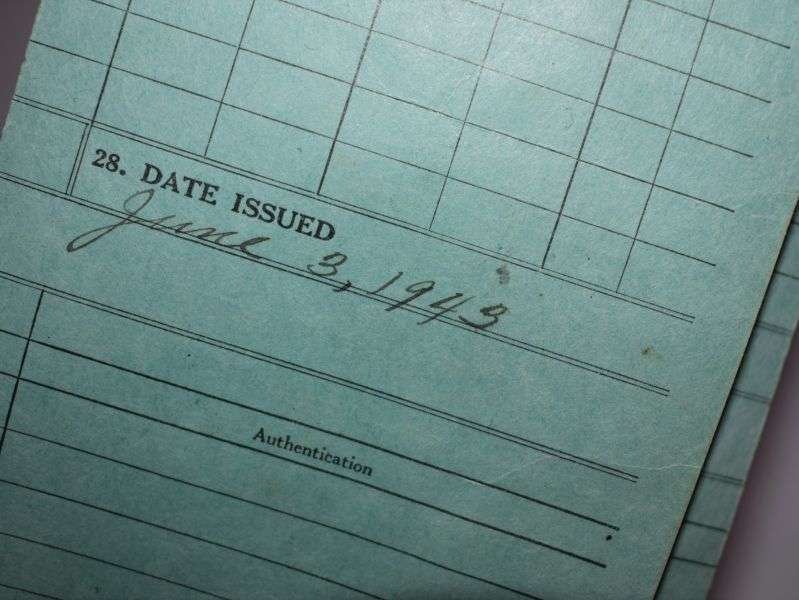 28. DATE ISSUED
June 3, 1943
Authentication